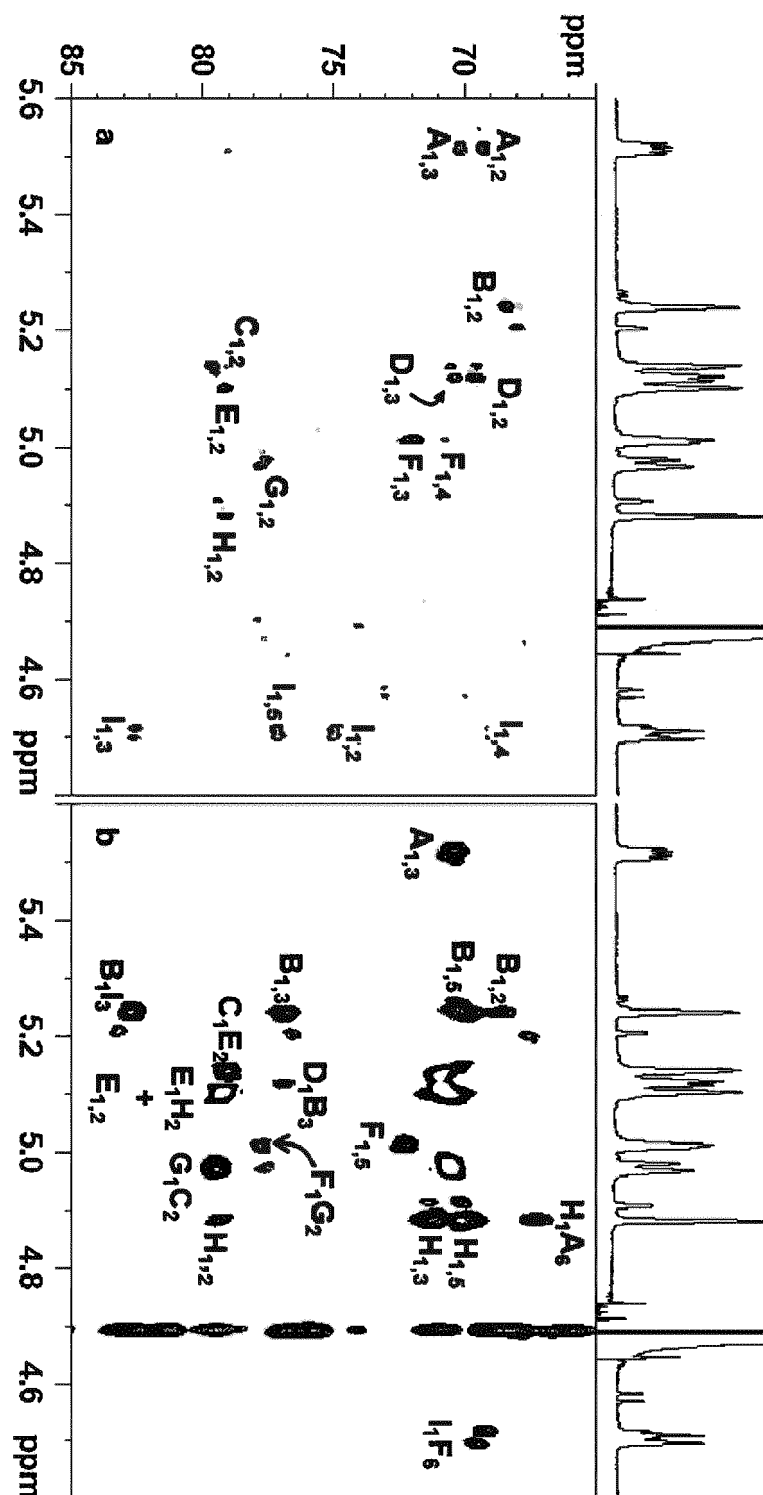 ppm
70
75
80
85
a
A1,2
A1,3
B1,2
C1,2
D1,2
D1,3
E1,2
F1,4
F1,3
G1,2
H1,2
I1,4
I1,2
I1,5
I1,3
5.6
5.4
5.2
5.0
4.8
4.6
ppm
b
A1,3
B1,2
B1,5
B1,3
B1I3
C1E2
D1B3
E1H2
+
E1,2
F1,5
F1G2
G1C2
H1A6
H1,5
H1,3
H1,2
I1F6
5.4
5.2
5.0
4.8
4.6
ppm